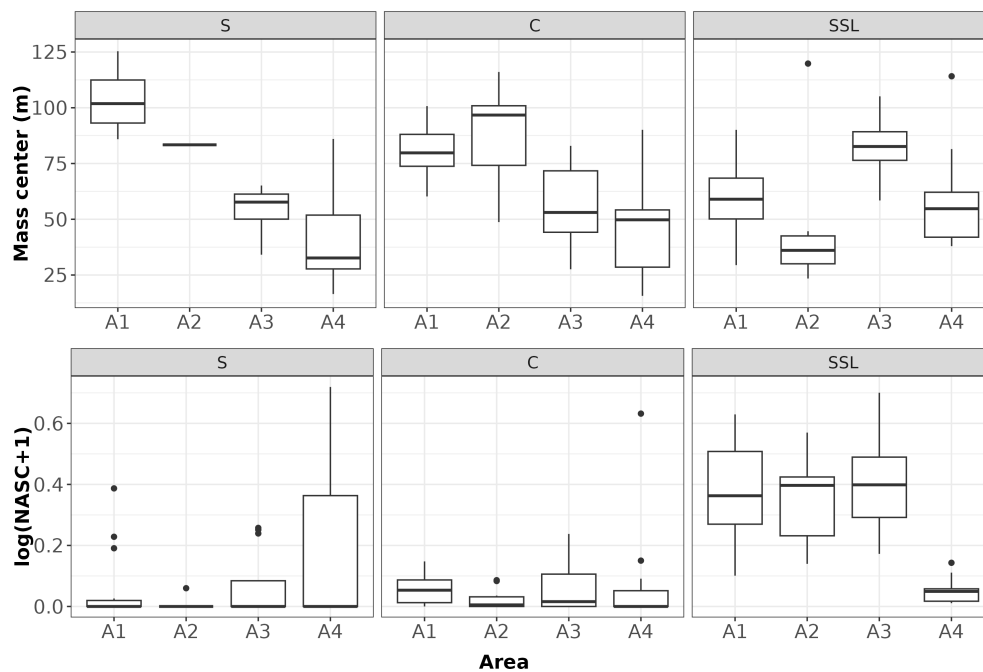 S C SSL
125
100
75
50
25
Mass center (m)
A1 A2 A3 A4 A1 A2 A3 A4 A1 A2 A3 A4
S C SSL
0.6
0.4
0.2
0.0
log(NASC+1)
A1 A2 A3 A4 A1 A2 A3 A4 A1 A2 A3 A4
Area